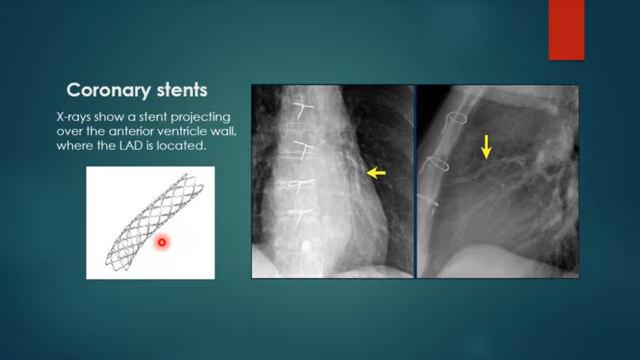 Coronary stents
X-rays show a stent projecting
over the anterior ventricle wall,
where the LAD is located.